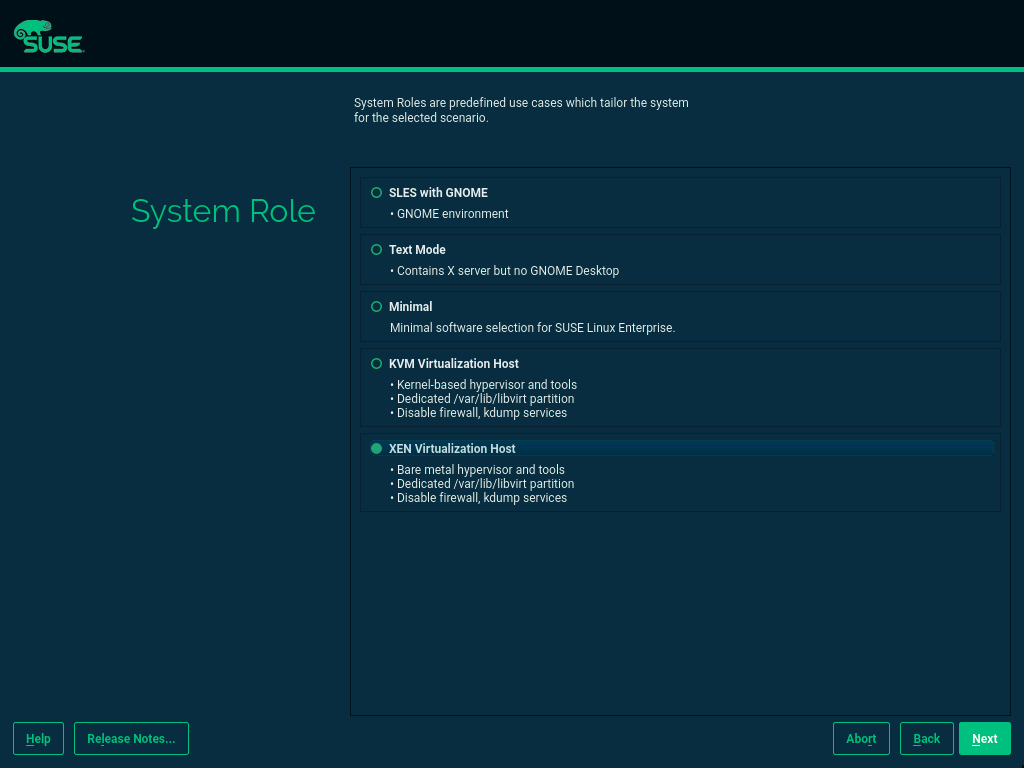 SUSE
System Roles are predefined use cases which tailor the system
for the selected scenario.
System Role
SLES with GNOME
• GNOME environment
Text Mode
• Contains X server but no GNOME Desktop
Minimal
Minimal software selection for SUSE Linux Enterprise.
KVM Virtualization Host
• Kernel-based hypervisor and tools
• Dedicated /var/lib/libvirt partition
• Disable firewall, kdump services
XEN Virtualization Host
• Bare metal hypervisor and tools
• Dedicated /var/lib/libvirt partition
• Disable firewall, kdump services
Help Release Notes... Abort Back Next